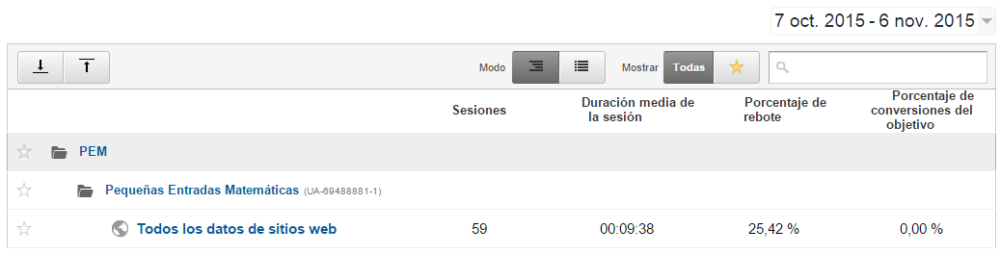 7 oct. 2015 - 6 nov. 2015
Modo
Mostrar
Todas
Sesiones
Duración media de
la sesión
Porcentaje de
rebote
Porcentaje de
conversiones del
objetivo
PEM
Pequeñas Entradas Matemáticas (UA-69488881-1)
Todos los datos de sitios web 59 00:09:38 25,42 % 0,00 %